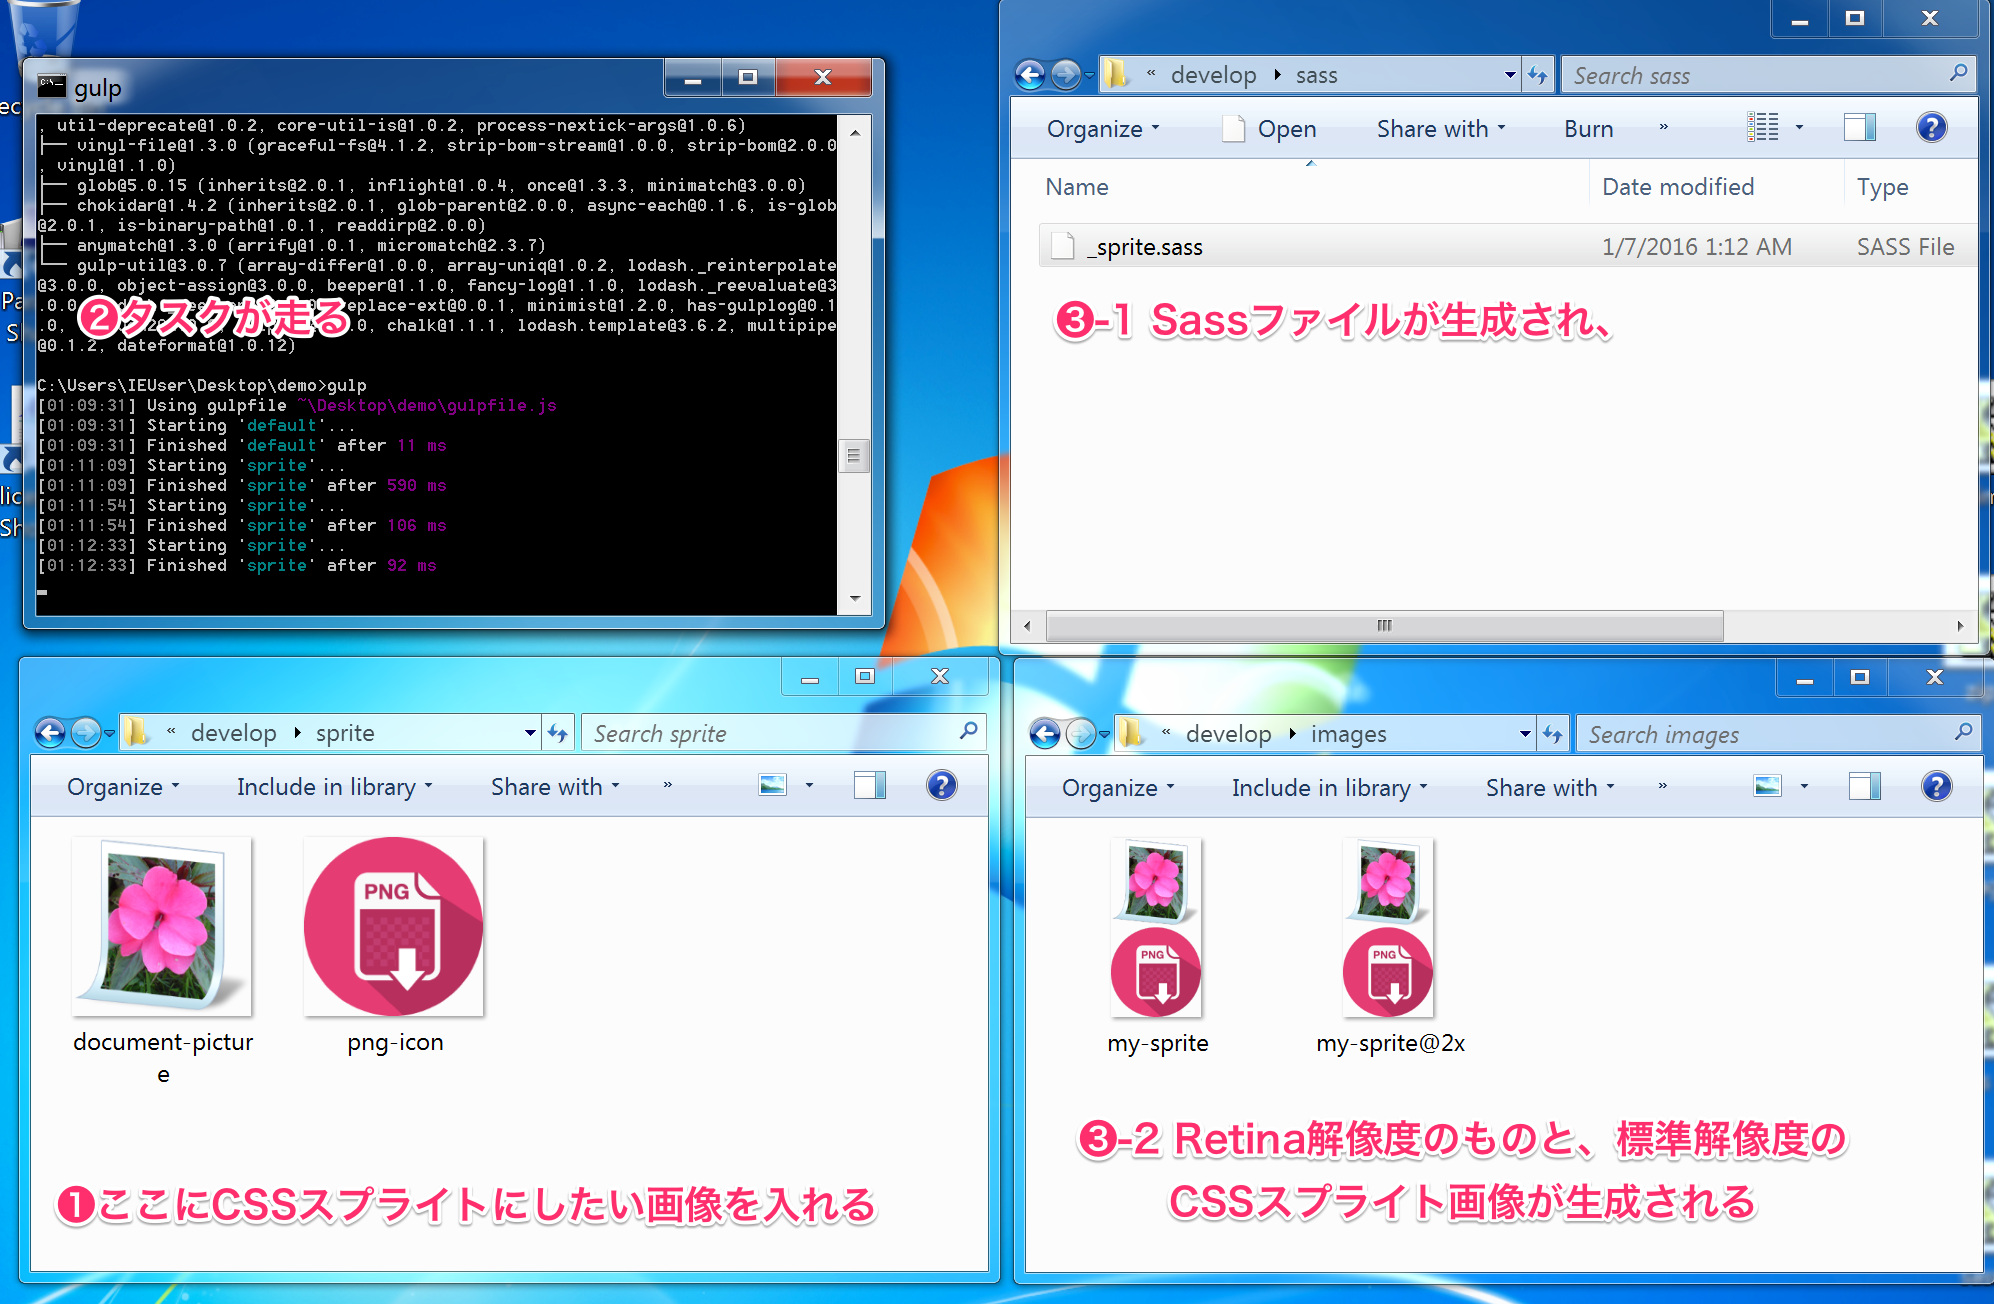 gulp
, util-deprecate@1.0.2, core-util-is@1.0.2, process-nextick-args@1.0.6)
├── vinyl-file@1.3.0 (graceful-fs@4.1.2, strip-bom-stream@1.0.0, strip-bom@2.0.0
, vinyl@1.1.0)
├── glob@5.0.15 (inherits@2.0.1, inflight@1.0.4, once@1.3.3, minimatch@3.0.0)
├── chokidar@1.4.2 (inherits@2.0.1, glob-parent@2.0.0, async-each@0.1.6, is-glob
@2.0.1, is-binary-path@1.0.1, readdirp@2.0.0)
├── anymatch@1.3.0 (arrify@1.0.1, micromatch@2.3.7)
└── gulp-util@3.0.7 (array-differ@1.0.0, array-uniq@1.0.2, lodash._reinterpolate
@3.0.0, object-assign@3.0.0, beeper@1.1.0, fancy-log@1.1.0, lodash._reevaluate@3
.0.0, eplace-ext@0.0.1, minimist@1.2.0, has-gulplog@0.1
.0, .0, chalk@1.1.1, lodash.template@3.6.2, multipipe
@0.1.2, dateformat@1.0.12)
❷タスクが走る
C:\Users\IEUser\Desktop\demo>gulp
[01:09:31] Using gulpfile ~\Desktop\demo\gulpfile.js
[01:09:31] Starting 'default'...
[01:09:31] Finished 'default' after 11 ms
[01:11:09] Starting 'sprite'...
[01:11:09] Finished 'sprite' after 590 ms
[01:11:54] Starting 'sprite'...
[01:11:54] Finished 'sprite' after 106 ms
[01:12:33] Starting 'sprite'...
[01:12:33] Finished 'sprite' after 92 ms
« develop ▸ sass
Search sass
Organize Open Share with Burn »
Name Date modified Type
_sprite.sass 1/7/2016 1:12 AM SASS File
❸-1 Sassファイルが生成され、
« develop ▸ sprite
Search sprite
Organize Include in library Share with »
PNG
document-pictur
e
png-icon
❶ここにCSSスプライトにしたい画像を入れる
« develop ▸ images
Search images
Organize Include in library Share with »
PNG
PNG
my-sprite
my-sprite@2x
❸-2 Retina解像度のものと、標準解像度の
CSSスプライト画像が生成される